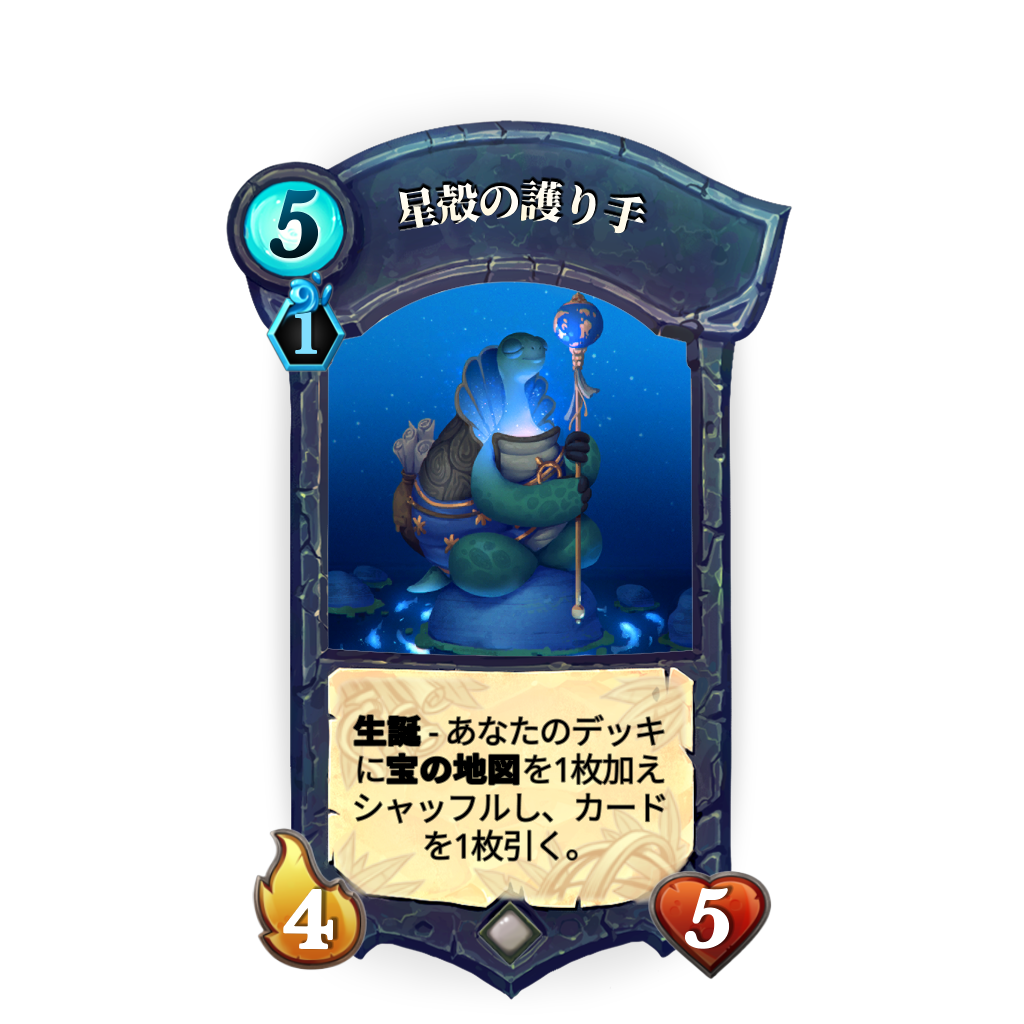 5
星殻の護り手
1
生誕 - あなたのデッキ
に宝の地図を1枚加え
シャッフルし、カード
を1枚引く。
4
5